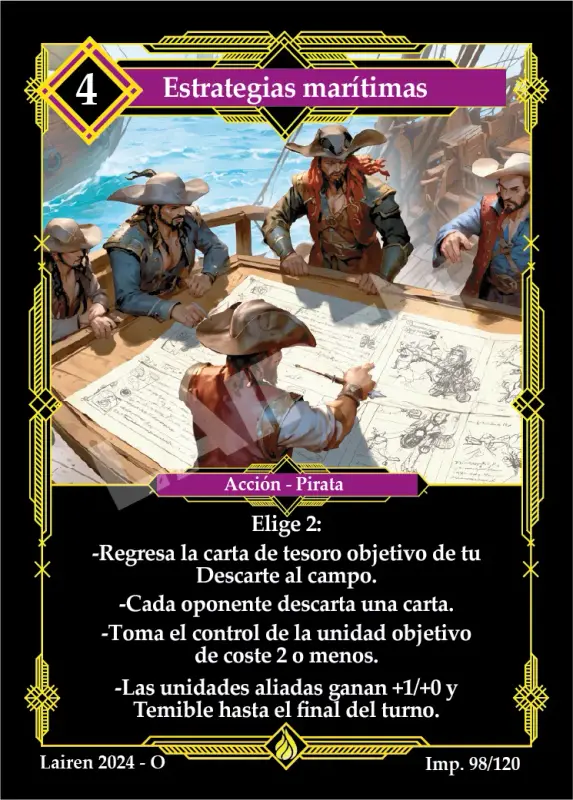 4
Estrategias marítimas
Acción - Pirata
Elige 2:
-Regresa la carta de tesoro objetivo de tu
Descarte al campo.
-Cada oponente descarta una carta.
-Toma el control de la unidad objetivo
de coste 2 o menos.
-Las unidades aliadas ganan +1/+0 y
Temible hasta el final del turno.
Lairen 2024 - O
Imp. 98/120